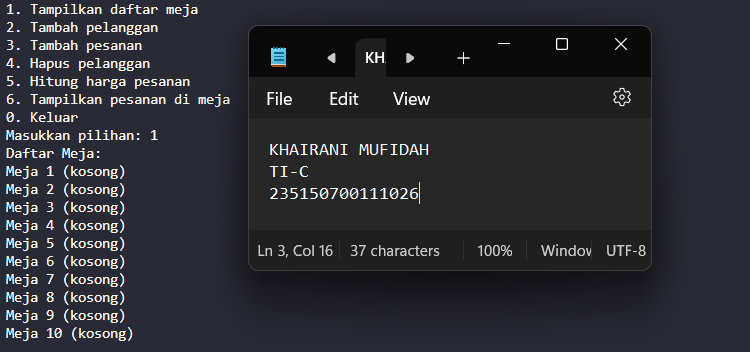 1. Tampilkan daftar meja
2. Tambah pelanggan
3. Tambah pesanan
4. Hapus pelanggan
5. Hitung harga pesanan
6. Tampilkan pesanan di meja
0. Keluar
Masukkan pilihan: 1
Daftar Meja:
Meja 1 (kosong)
Meja 2 (kosong)
Meja 3 (kosong)
Meja 4 (kosong)
Meja 5 (kosong)
Meja 6 (kosong)
Meja 7 (kosong)
Meja 8 (kosong)
Meja 9 (kosong)
Meja 10 (kosong)
KHA
File Edit View
KHAIRANI MUFIDAH
TI-C
235150700111026
Ln 3, Col 16 37 characters 100% Window UTF-8